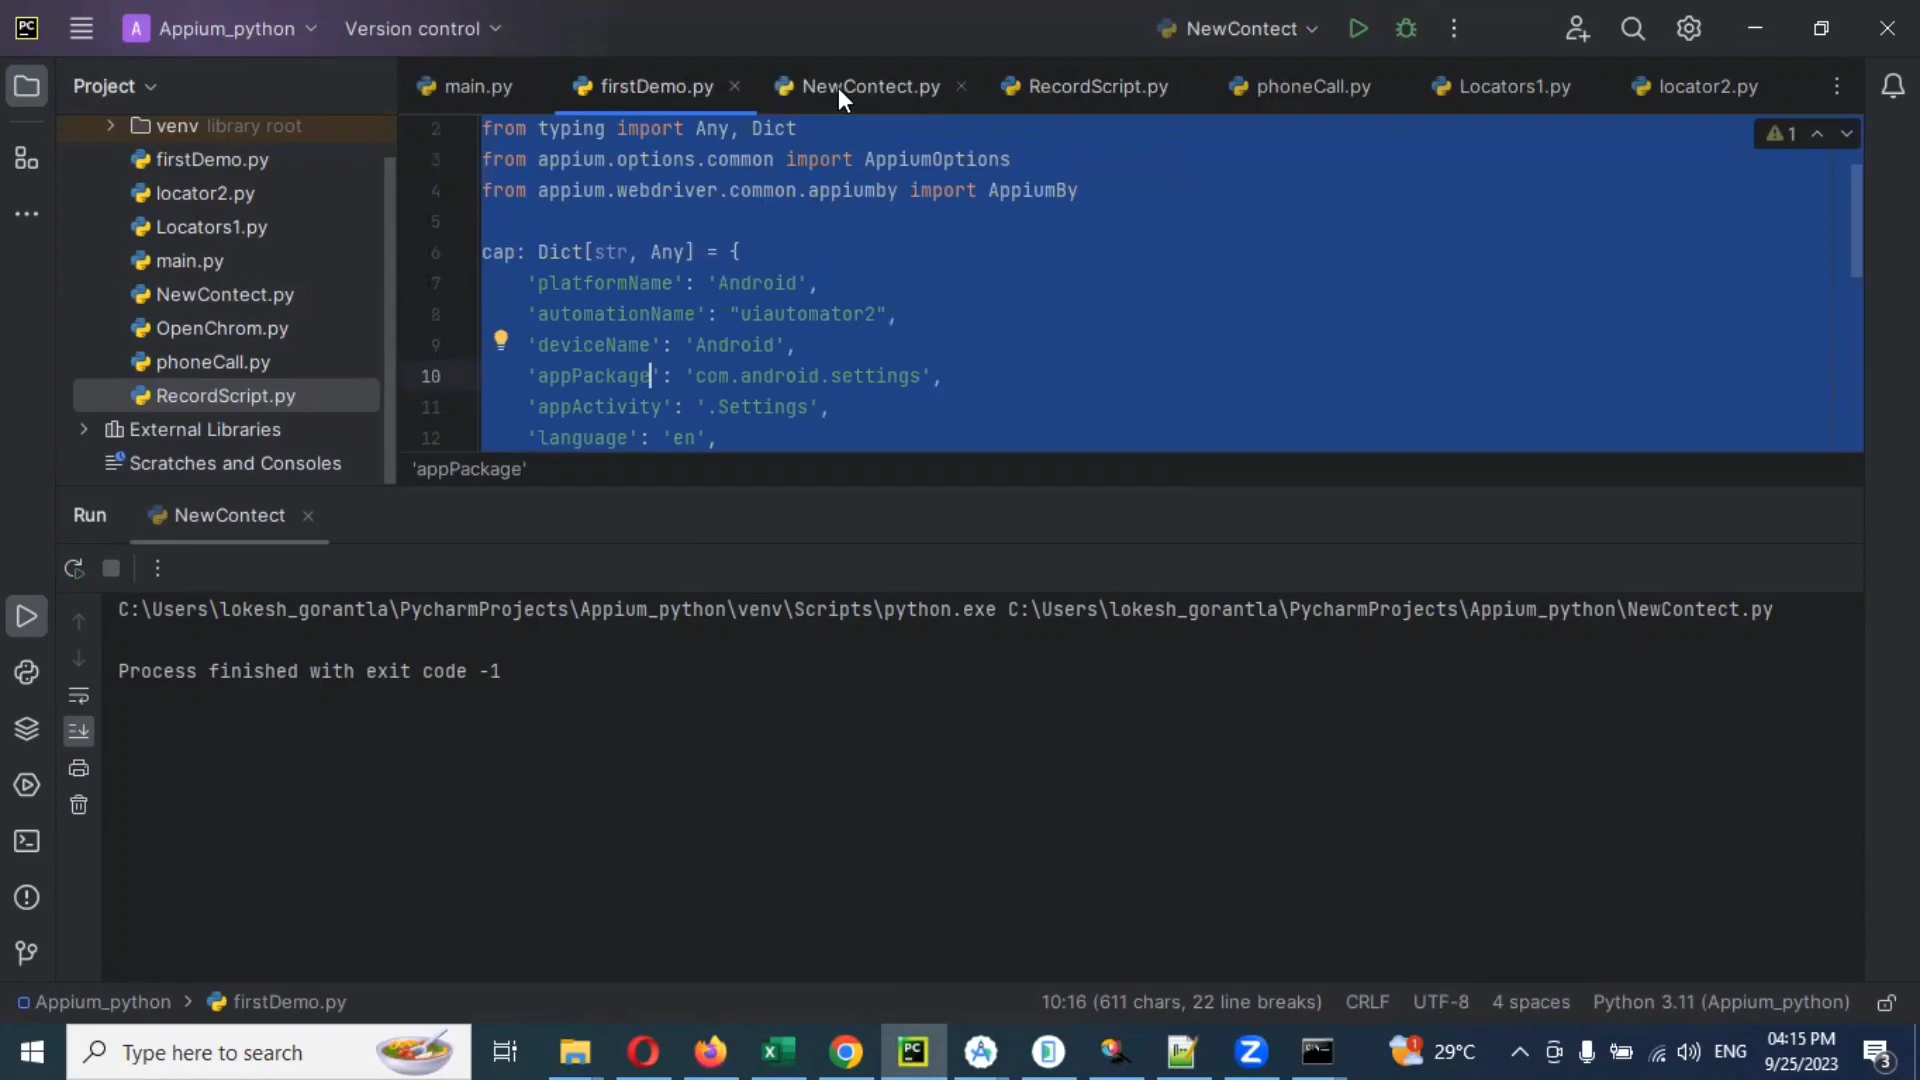 PC
A Appium_python
Version control
NewContect
Project
main.py
firstDemo.py
NewContect.py
RecordScript.py
phoneCall.py
Locators1.py
locator2.py
venv library root
firstDemo.py
locator2.py
Locators1.py
main.py
NewContect.py
OpenChrom.py
phoneCall.py
RecordScript.py
External Libraries
Scratches and Consoles
1
2 from typing import Any, Dict
3 from appium.options.common import AppiumOptions
4 from appium.webdriver.common.appiumby import AppiumBy
5
6 cap: Dict[str, Any] = {
7 'platformName': 'Android',
8 'automationName': "uiautomator2",
9 'deviceName': 'Android',
10 'appPackage': 'com.android.settings',
11 'appActivity': '.Settings',
12 'language': 'en',
'appPackage'
Run
NewContect
C:\Users\lokesh_gorantla\PycharmProjects\Appium_python\venv\Scripts\python.exe C:\Users\lokesh_gorantla\PycharmProjects\Appium_python\NewContect.py
Process finished with exit code -1
Appium_python > firstDemo.py
10:16 (611 chars, 22 line breaks)
CRLF
UTF-8
4 spaces
Python 3.11 (Appium_python)
Type here to search
PC
1
29°C
ENG
04:15 PM
9/25/2023
3